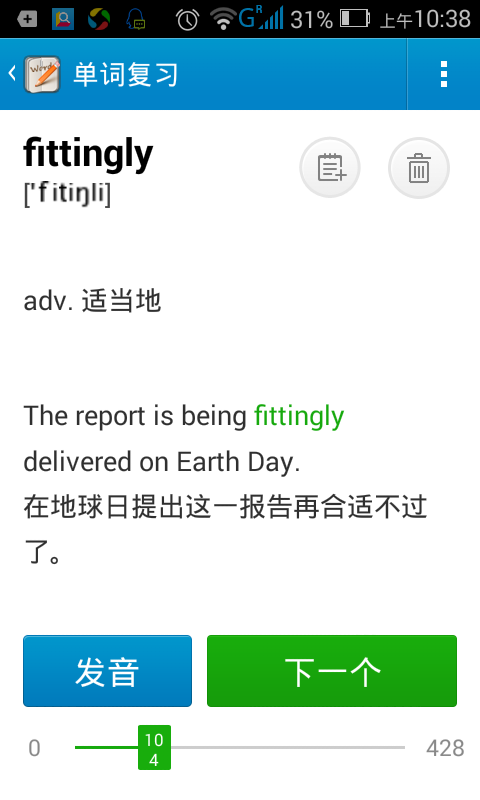 G R 31% 上午10:38
Words
单词复习
fittingly
['fitiŋli]
adv. 适当地
The report is being fittingly
delivered on Earth Day.
在地球日提出这一报告再合适不过
了。
发音 下一个
0 10 428
4